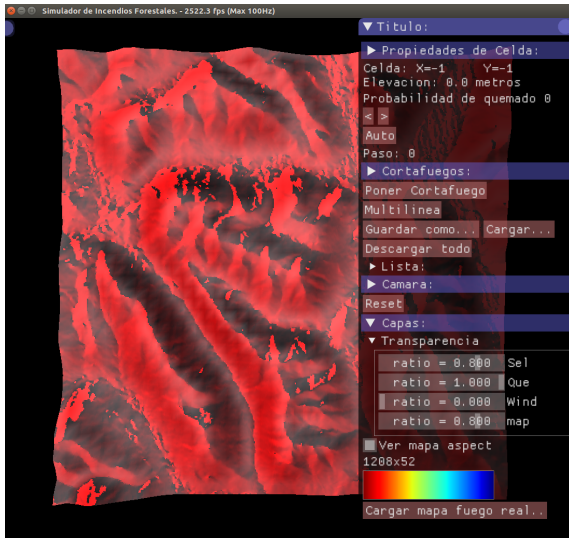 Simulador de Incendios Forestales. - 2522.3 fps (Max 100Hz)
Titulo:
Propiedades de Celda:
Celda: X=-1 Y=-1
Elevacion: 0.0 metros
Probabilidad de quemado 0
< >
Auto
Paso: 0
Cortafuegos:
Poner Cortafuego
Multilinea
Guardar como... Cargar...
Descargar todo
Lista:
Camara:
Reset
Capas:
Transparencia
ratio = 0.800 Sel
ratio = 1.000 Que
ratio = 0.000 Wind
ratio = 0.800 map
Ver mapa aspect
1208x52
Cargar mapa fuego real..